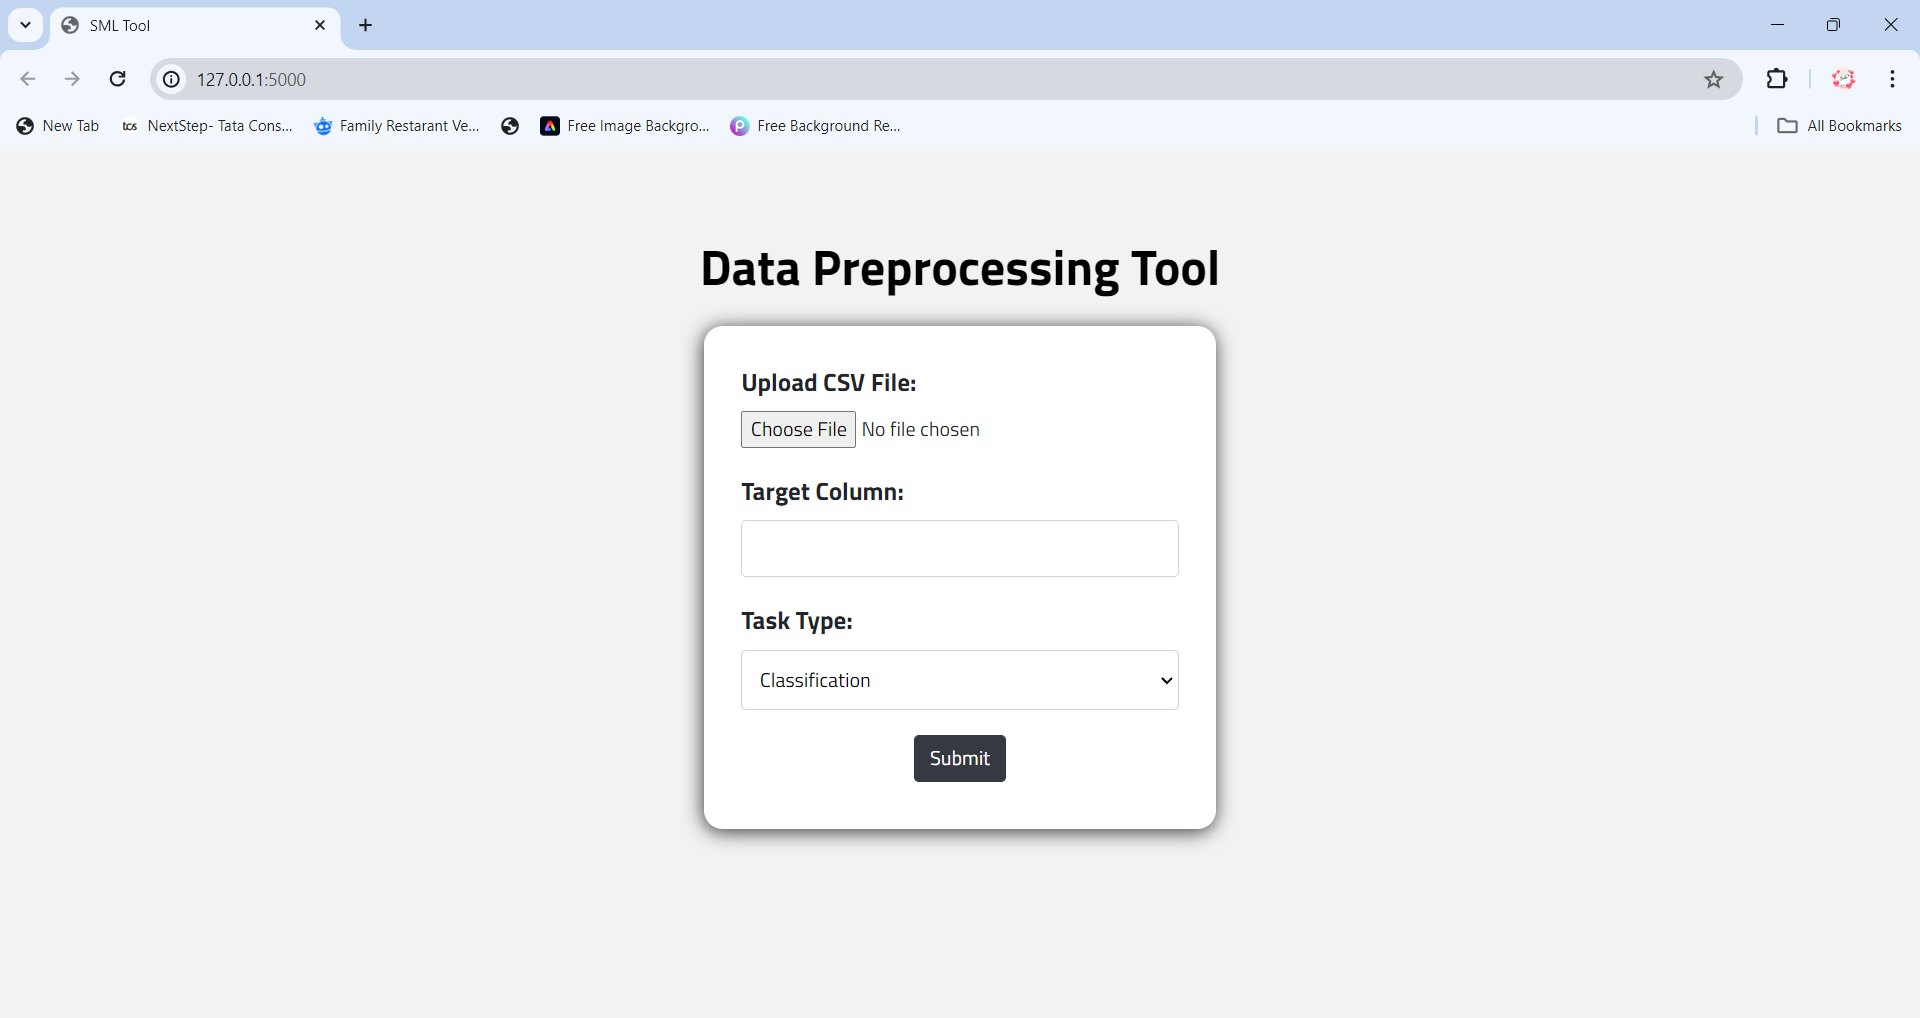 SML Tool
127.0.0.1:5000
New Tab
tcs
NextStep- Tata Cons...
Family Restarant Ve...
Free Image Backgro...
Free Background Re...
All Bookmarks
Data Preprocessing Tool
Upload CSV File:
Choose File No file chosen
Target Column:
Task Type:
Classification
Submit